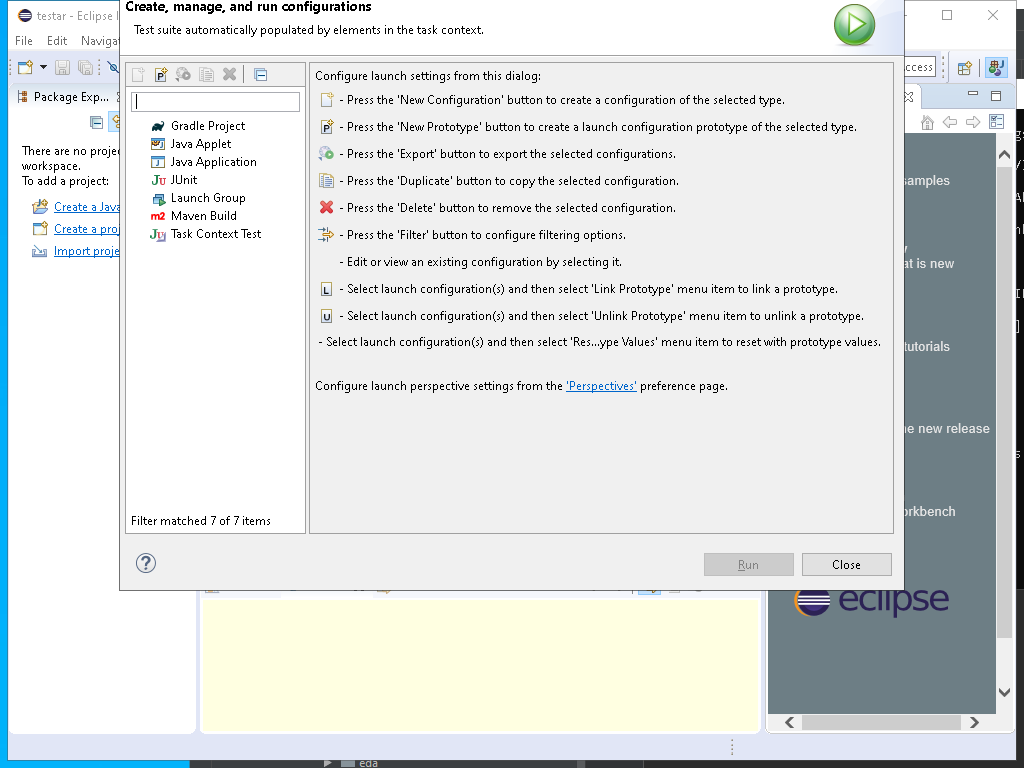 testar - Eclipse
Create, manage, and run configurations
Test suite automatically populated by elements in the task context.
File Edit
Package Exp...
There are no
workspace.
To add a project:
Create a Java
Create a
Import
Gradle Project
Java Applet
Java Application
JUnit
Launch Group
Maven Build
Task Context Test
Filter matched 7 of 7 items
Configure launch settings from this dialog:
- Press the 'New Configuration' button to create a configuration of the selected type.
- Press the 'New Prototype' button to create a launch configuration prototype of the selected type.
- Press the 'Export' button to export the selected configurations.
- Press the 'Duplicate' button to copy the selected configuration.
- Press the 'Delete' button to remove the selected configuration.
- Press the 'Filter' button to configure filtering options.
- Edit or view an existing configuration by selecting it.
L - Select launch configuration(s) and then select 'Link Prototype' menu item to link a prototype.
U - Select launch configuration(s) and then select 'Unlink Prototype' menu item to unlink a prototype.
- Select launch configuration(s) and then select 'Res...ype Values' menu item to reset with prototype values.
Configure launch perspective settings from the 'Perspectives' preference page.
Run Close
is new
tutorials
new release
eclipse
eda